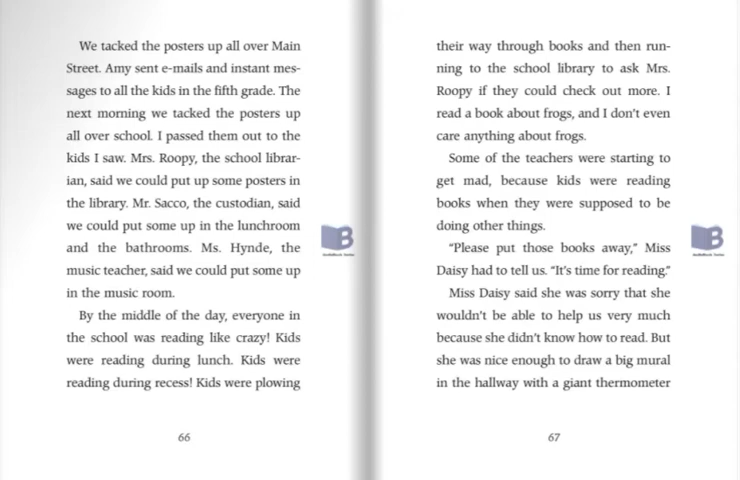 We tacked the posters up all over Main
Street. Amy sent e-mails and instant mes-
sages to all the kids in the fifth grade. The
next morning we tacked the posters up
all over school. I passed them out to the
kids I saw. Mrs. Roopy, the school librar-
ian, said we could put up some posters in
the library. Mr. Sacco, the custodian, said
we could put some up in the lunchroom
and the bathrooms. Ms. Hynde, the
music teacher, said we could put some up
in the music room.
By the middle of the day, everyone in
the school was reading like crazy! Kids
were reading during lunch. Kids were
reading during recess! Kids were plowing
66
their way through books and then run-
ning to the school library to ask Mrs.
Roopy if they could check out more. I
read a book about frogs, and I don't even
care anything about frogs.
Some of the teachers were starting to
get mad, because kids were reading
books when they were supposed to be
doing other things.
"Please put those books away," Miss
Daisy had to tell us. "It's time for reading."
Miss Daisy said she was sorry that she
wouldn't be able to help us very much
because she didn't know how to read. But
she was nice enough to draw a big mural
in the hallway with a giant thermometer
67
B
B